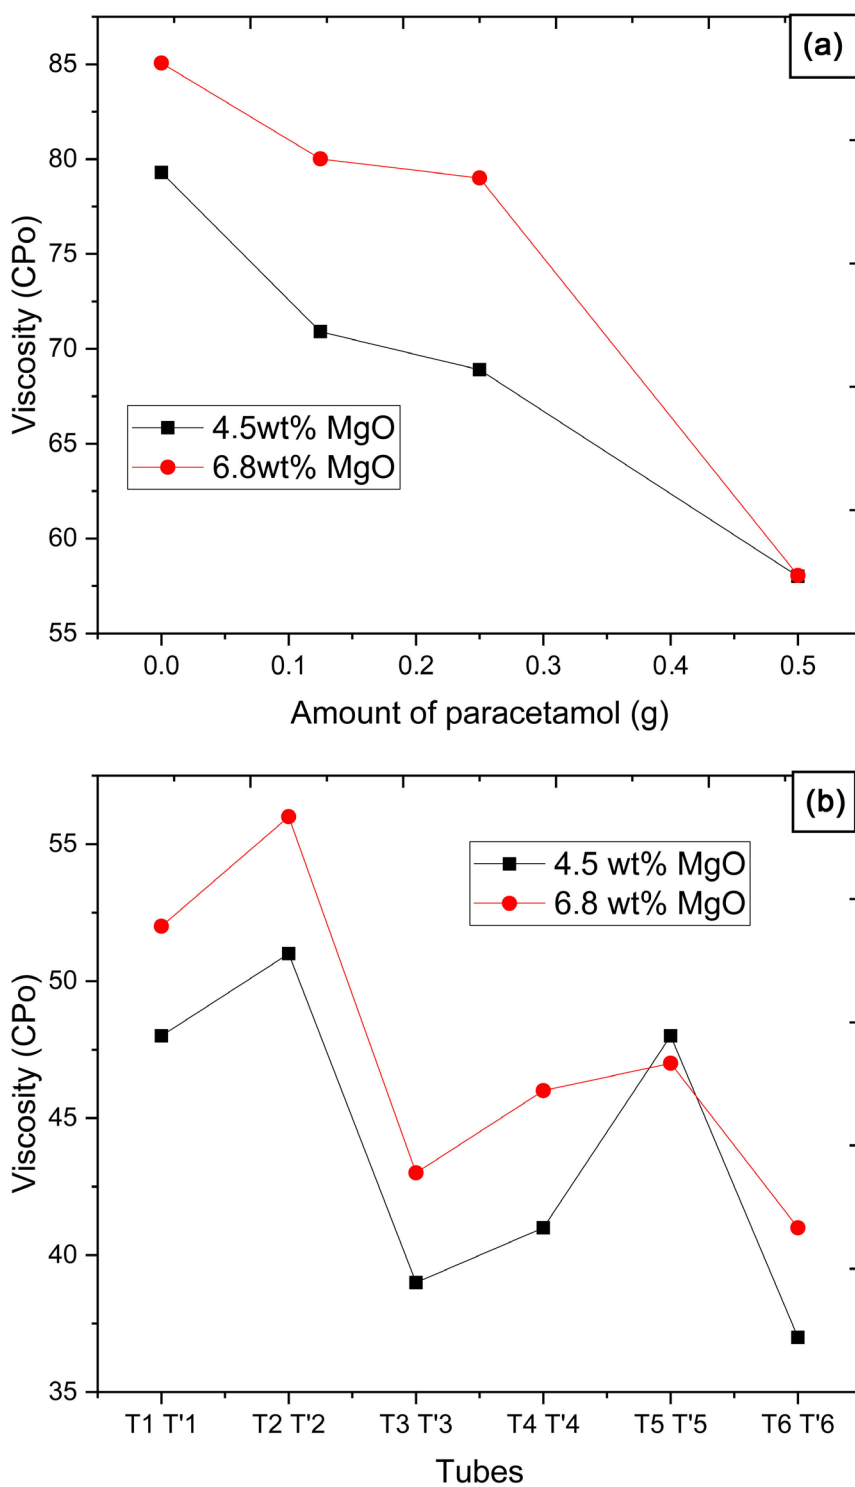 (a)
85
80
75
70
65
60
55
Viscosity (CPo)
4.5wt% MgO
6.8wt% MgO
0.0 0.1 0.2 0.3 0.4 0.5
Amount of paracetamol (g)
(b)
55
50
45
40
35
Viscosity (CPo)
4.5 wt% MgO
6.8 wt% MgO
T1 T'1 T2 T'2 T3 T'3 T4 T'4 T5 T'5 T6 T'6
Tubes